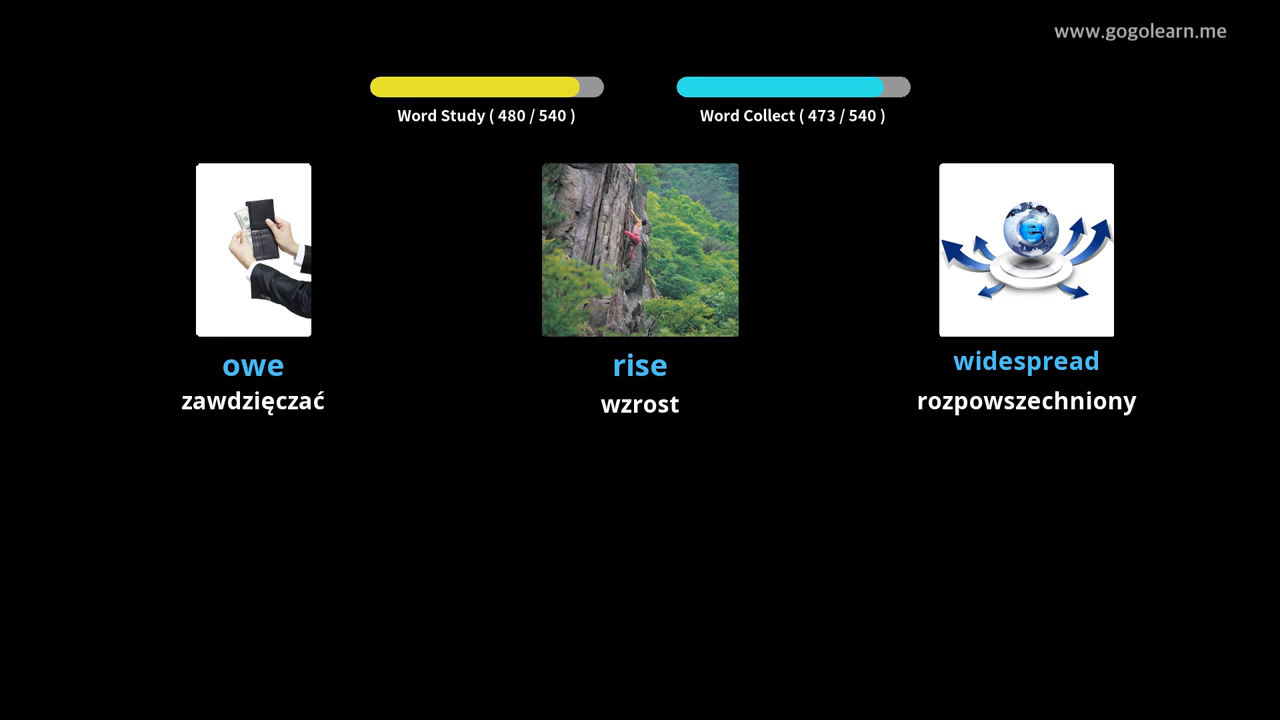 www.gogolearn.me
Word Study ( 480 / 540 )
Word Collect ( 473 / 540 )
e
owe
rise
widespread
zawdzięczać
wzrost
rozpowszechniony